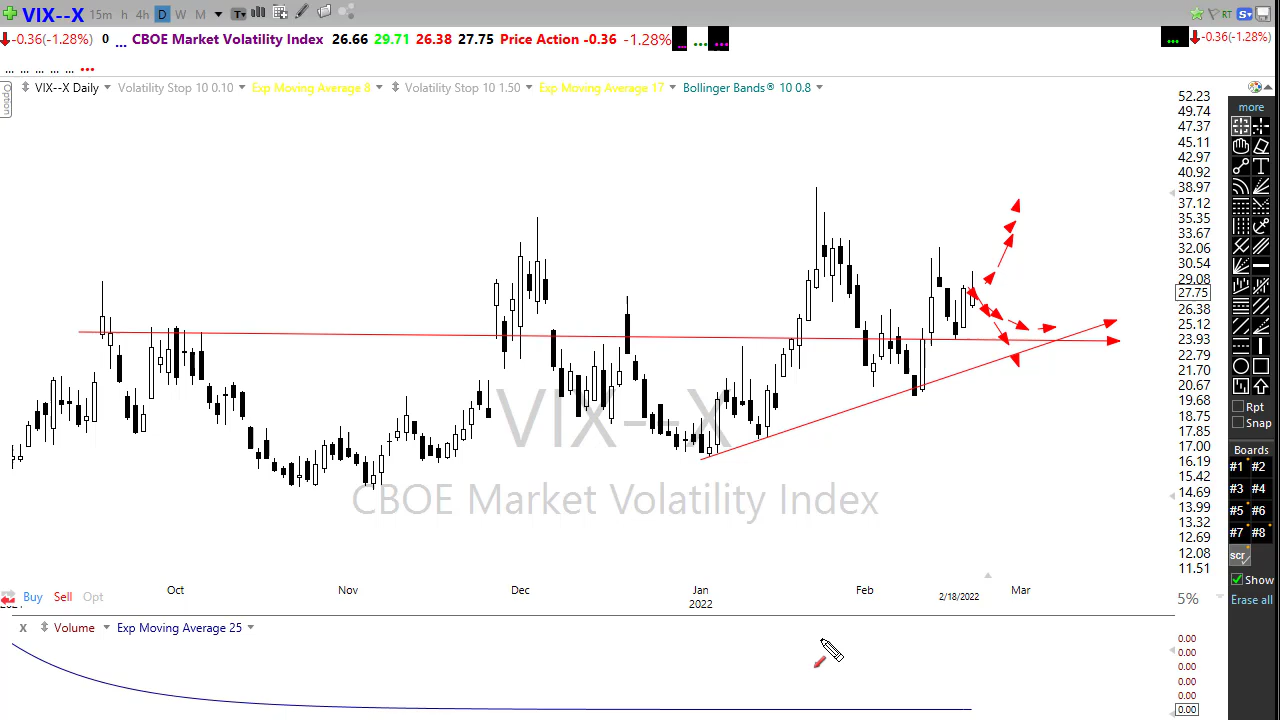 VIX--X 15m h 4h D W M T RT S
-0.36(-1.28%) 0 ... CBOE Market Volatility Index 26.66 29.71 26.38 27.75 Price Action -0.36 -1.28% ... ... ... ... -0.36(-1.28%)
... ... ... ... ... ...
Option
VIX--X Daily Volatility Stop 10 0.10 Exp Moving Average 8 Volatility Stop 10 1.50 Exp Moving Average 17 Bollinger Bands® 10 0.8
52.23
49.74
47.37
45.11
42.97
40.92
38.97
37.12
35.35
33.67
32.06
30.54
29.08
27.75
26.38
25.12
23.93
22.79
21.70
20.67
19.68
18.75
17.85
17.00
16.19
15.42
14.69
13.99
13.32
12.69
12.08
11.51
VIX--X
CBOE Market Volatility Index
more
T
Rpt
Snap
Boards
#1 #2
#3 #4
#5 #6
#7 #8
scr
Show
Erase all
Oct Nov Dec Jan Feb 2/18/2022 Mar
2022
Buy Sell Opt
5%
X Volume Exp Moving Average 25
0.00
0.00
0.00
0.00
0.00
0.00